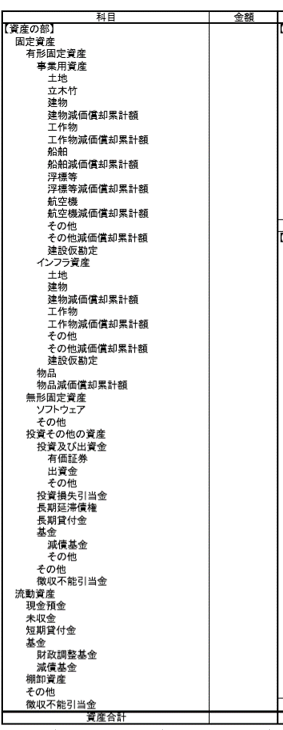 科目 金額
【資産の部】
固定資産
有形固定資産
事業用資産
土地
立木竹
建物
建物減価償却累計額
工作物
工作物減価償却累計額
船舶
船舶減価償却累計額
浮標等
浮標等減価償却累計額
航空機
航空機減価償却累計額
その他
その他減価償却累計額
建設仮勘定
インフラ資産
土地
建物
建物減価償却累計額
工作物
工作物減価償却累計額
その他
その他減価償却累計額
建設仮勘定
物品
物品減価償却累計額
無形固定資産
ソフトウェア
その他
投資その他の資産
投資及び出資金
有価証券
出資金
その他
投資損失引当金
長期延滞債権
長期貸付金
基金
減債基金
その他
その他
徴収不能引当金
流動資産
現金預金
未収金
短期貸付金
基金
財政調整基金
減債基金
棚卸資産
その他
徴収不能引当金
資産合計